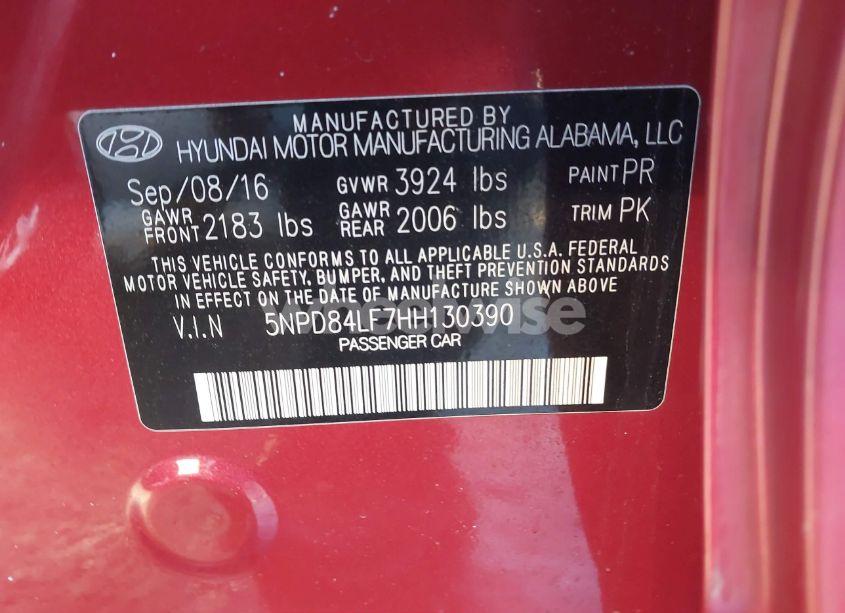 MANUFACTURED BY
HYUNDAI MOTOR MANUFACTURING ALABAMA, LLC
Sep/08/16 GVWR 3924 lbs PAINT PR
GAWR FRONT 2183 lbs GAWR REAR 2006 lbs TRIM PK
THIS VEHICLE CONFORMS TO ALL APPLICABLE U.S.A. FEDERAL
MOTOR VEHICLE SAFETY, BUMPER, AND THEFT PREVENTION STANDARDS
IN EFFECT ON THE DATE OF MANUFACTURE SHOWN ABOVE
V.I.N 5NPD84LF7HH130390
PASSENGER CAR